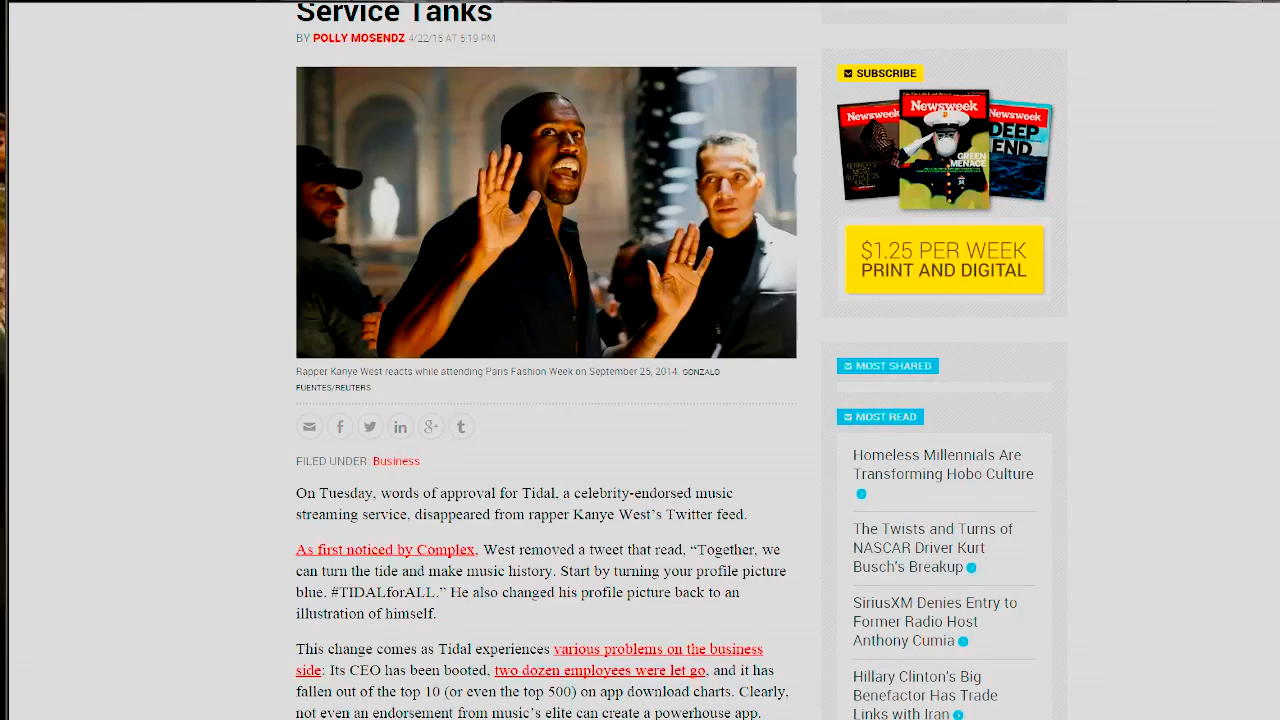 Service Tanks
BY POLLY MOSENDZ 4/22/15 AT 5:19 PM
Rapper Kanye West reacts while attending Paris Fashion Week on September 25, 2014. GONZALO
FUENTES/REUTERS
FILED UNDER: Business
On Tuesday, words of approval for Tidal, a celebrity-endorsed music
streaming service, disappeared from rapper Kanye West's Twitter feed.
As first noticed by Complex, West removed a tweet that read, “Together, we
can turn the tide and make music history. Start by turning your profile picture
blue. #TIDALforALL.” He also changed his profile picture back to an
illustration of himself.
This change comes as Tidal experiences various problems on the business
side: Its CEO has been booted, two dozen employees were let go, and it has
fallen out of the top 10 (or even the top 500) on app download charts. Clearly,
not even an endorsement from music's elite can create a powerhouse app.
SUBSCRIBE
Newsweek
Newsweek
Newsweek
DEEP
END
GREEN
MENACE
$1.25 PER WEEK
PRINT AND DIGITAL
MOST SHARED
MOST READ
Homeless Millennials Are
Transforming Hobo Culture
The Twists and Turns of
NASCAR Driver Kurt
Busch's Breakup
SiriusXM Denies Entry to
Former Radio Host
Anthony Cumia
Hillary Clinton's Big
Benefactor Has Trade
Links with Iran